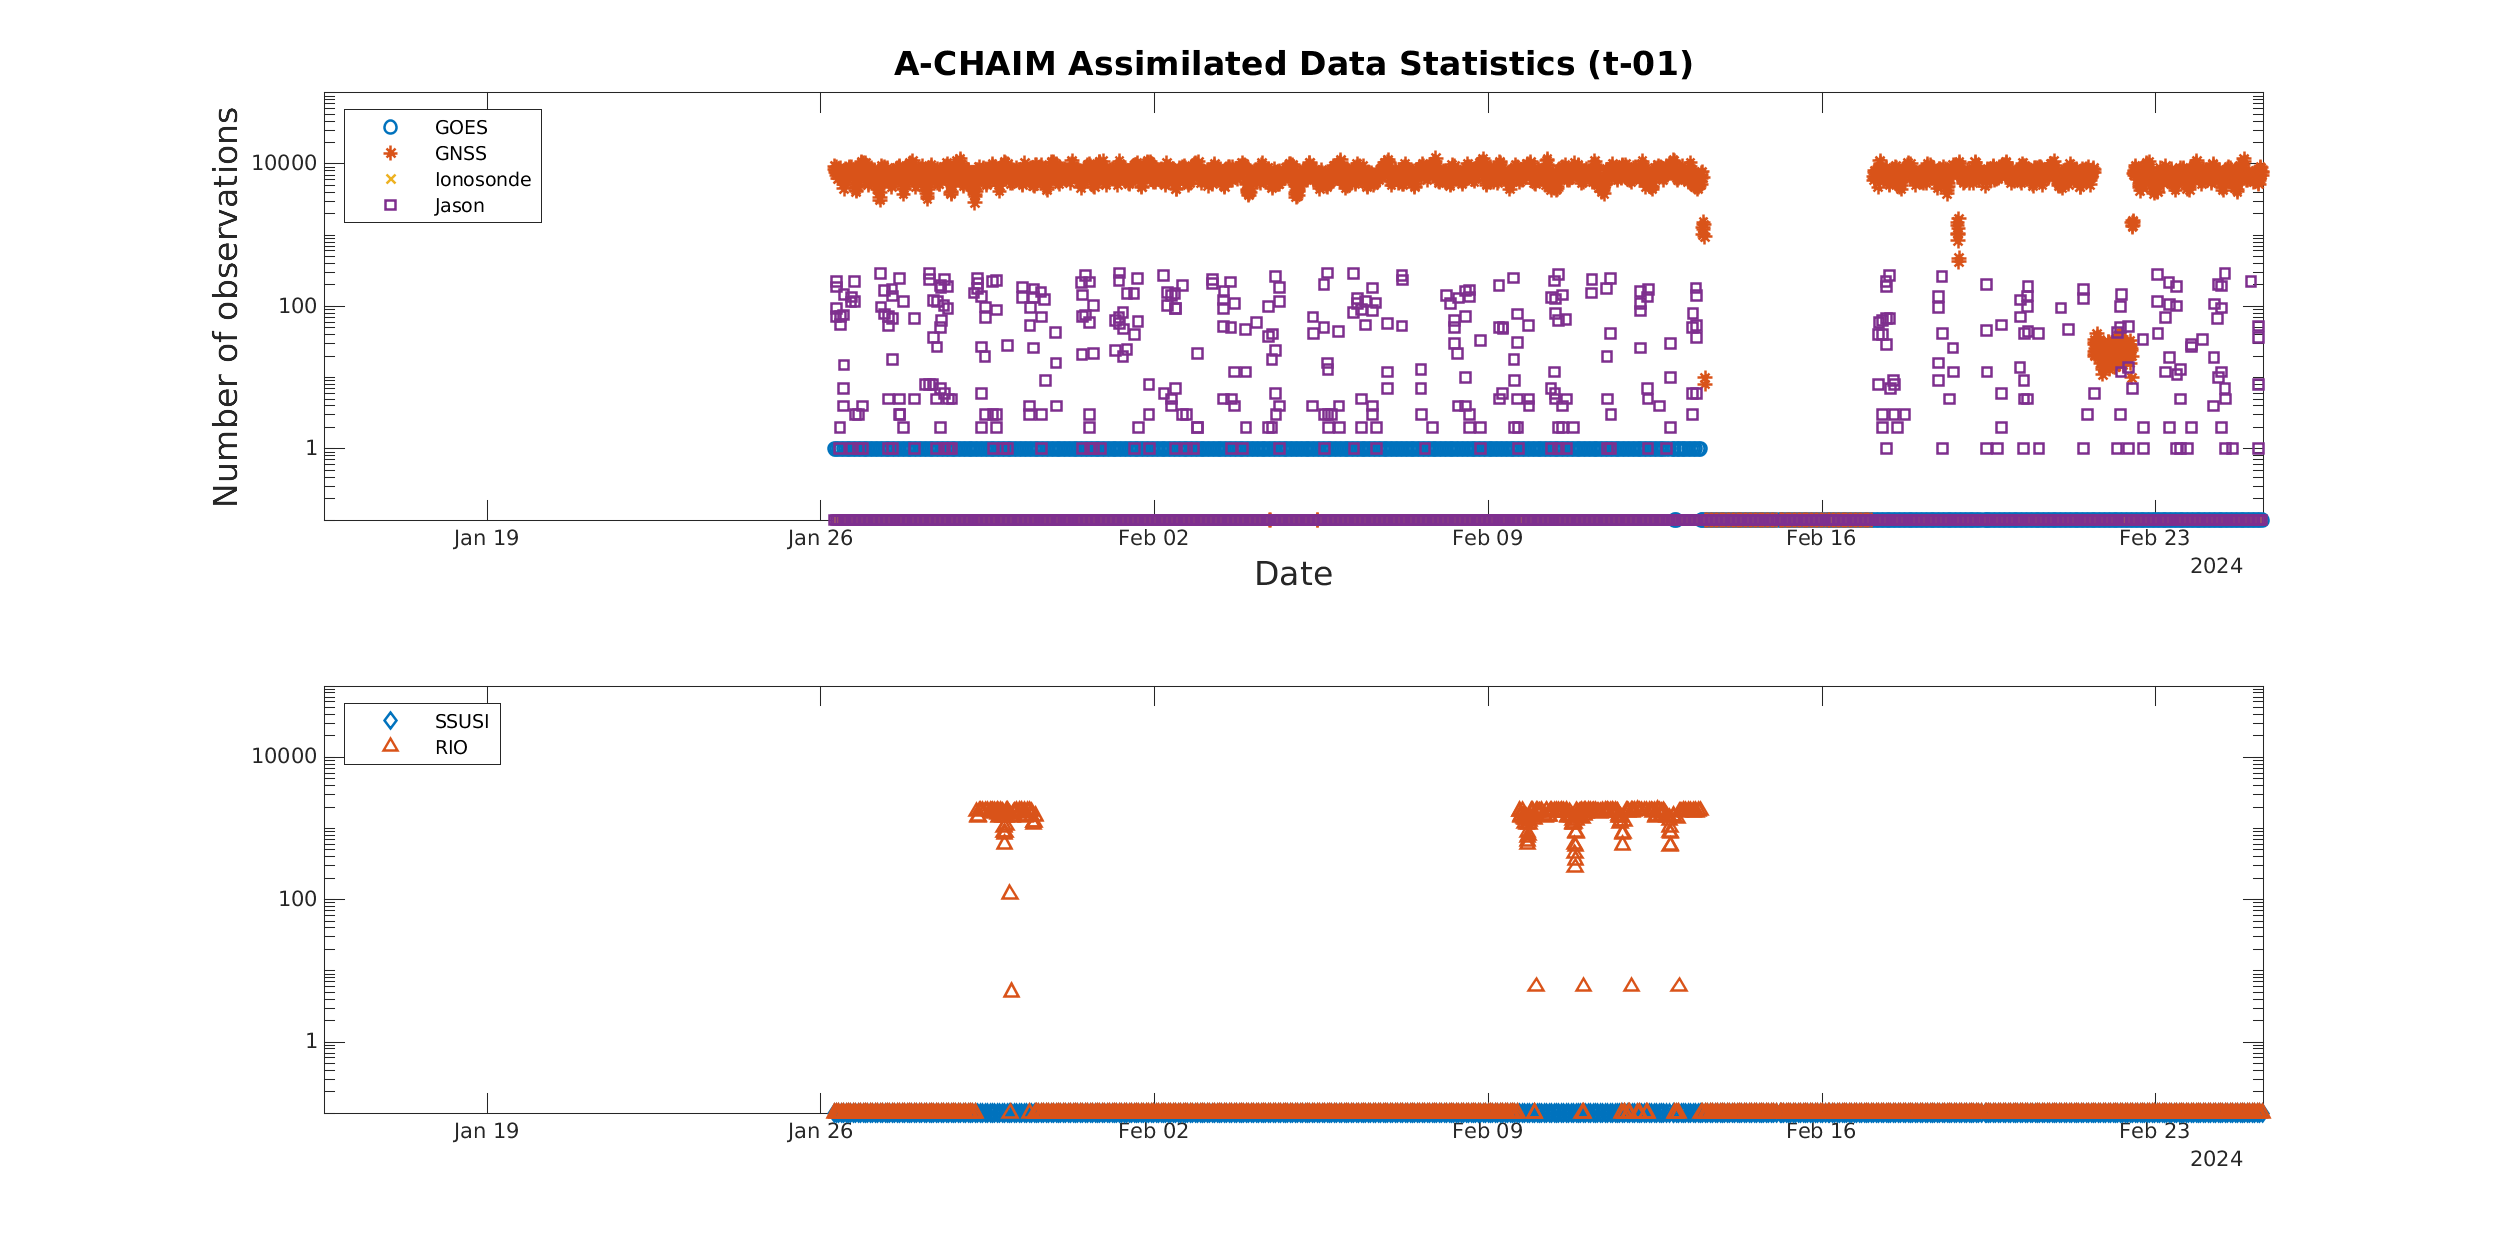 A-CHAIM Assimilated Data Statistics (t-01)
Number of observations
10000
100
1
GOES
GNSS
Ionosonde
Jason
Jan 19
Jan 26
Feb 02
Feb 09
Feb 16
Feb 23
2024
Date
10000
100
1
SSUSI
RIO
Jan 19
Jan 26
Feb 02
Feb 09
Feb 16
Feb 23
2024